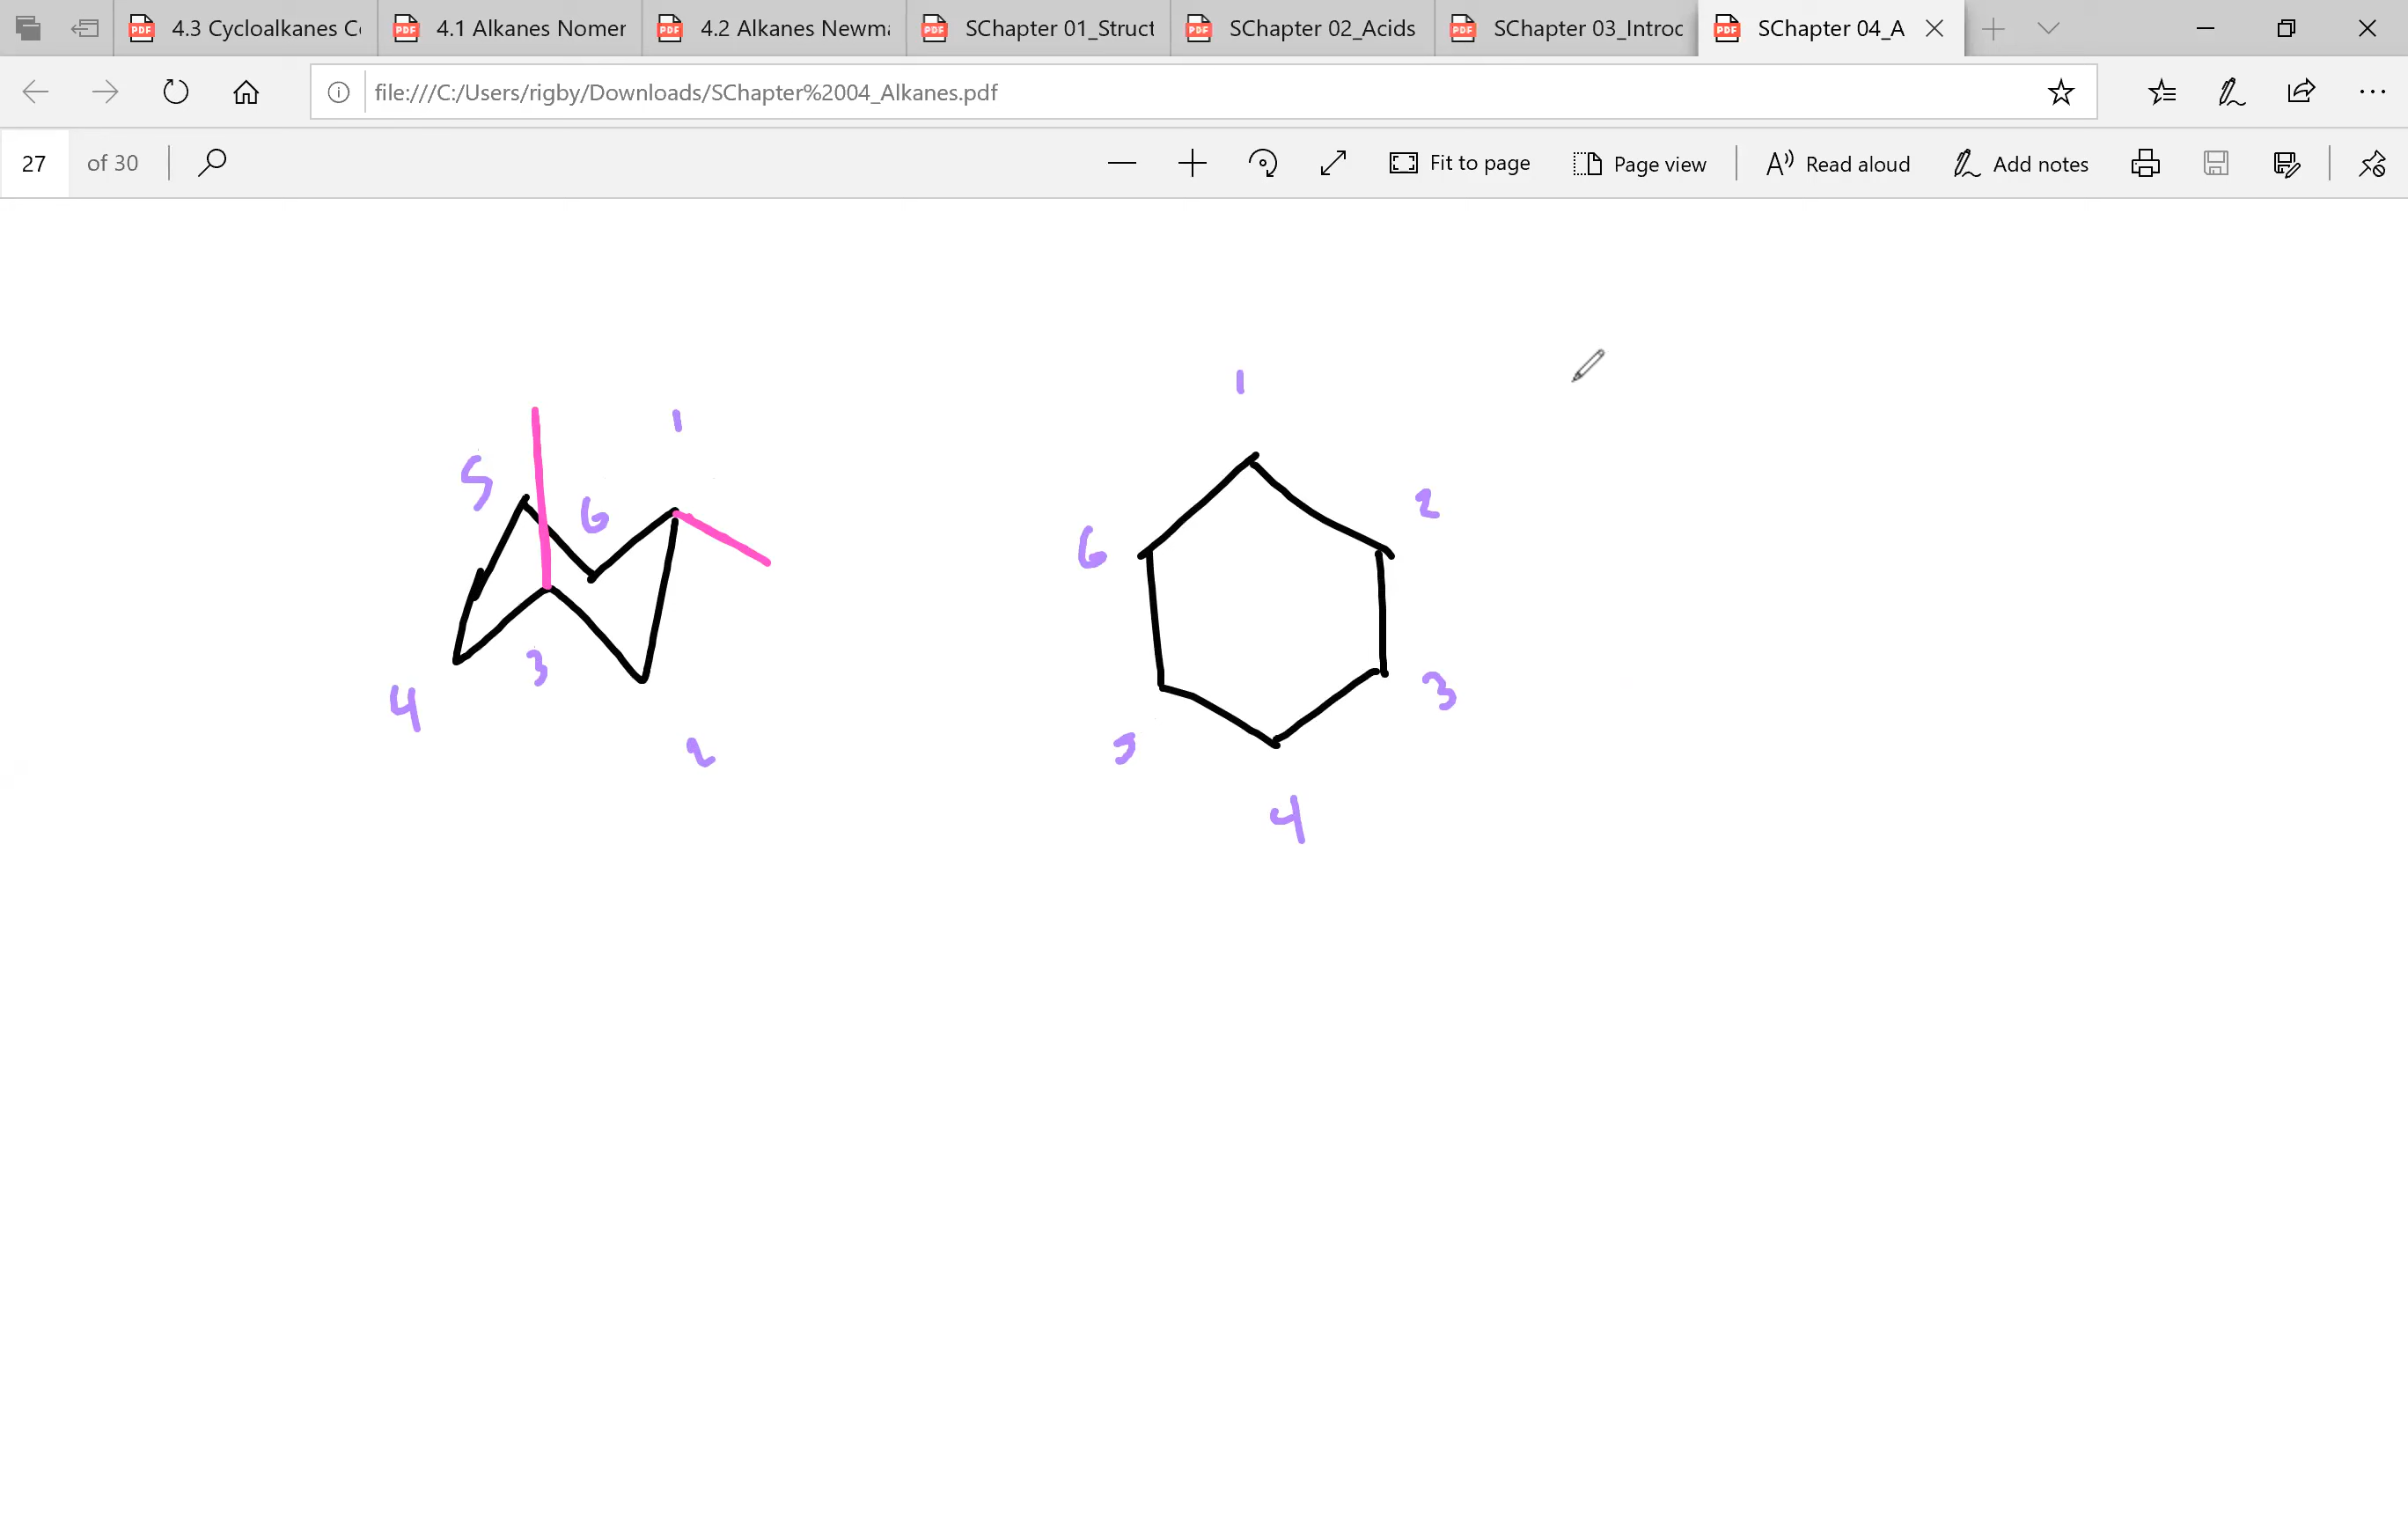 4.3 Cycloalkanes C
4.1 Alkanes Nomer
4.2 Alkanes Newm
SChapter 01_Struct
SChapter 02_Acids
SChapter 03_Introc
SChapter 04_A
file:///C:/Users/rigby/Downloads/SChapter%2004_Alkanes.pdf
27 of 30
Fit to page
Page view
Read aloud
Add notes
1
5
6
3
4
2
1
2
6
3
5
4